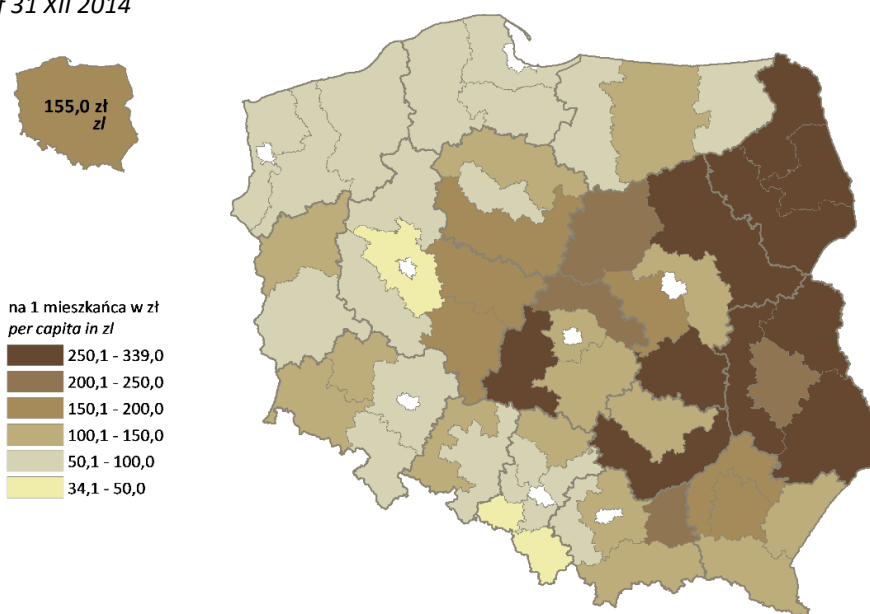 31 XII 2014
155,0 zł
zl
na 1 mieszkańca w zł
per capita in zl
250,1 - 339,0
200,1 - 250,0
150,1 - 200,0
100,1 - 150,0
50,1 - 100,0
34,1 - 50,0